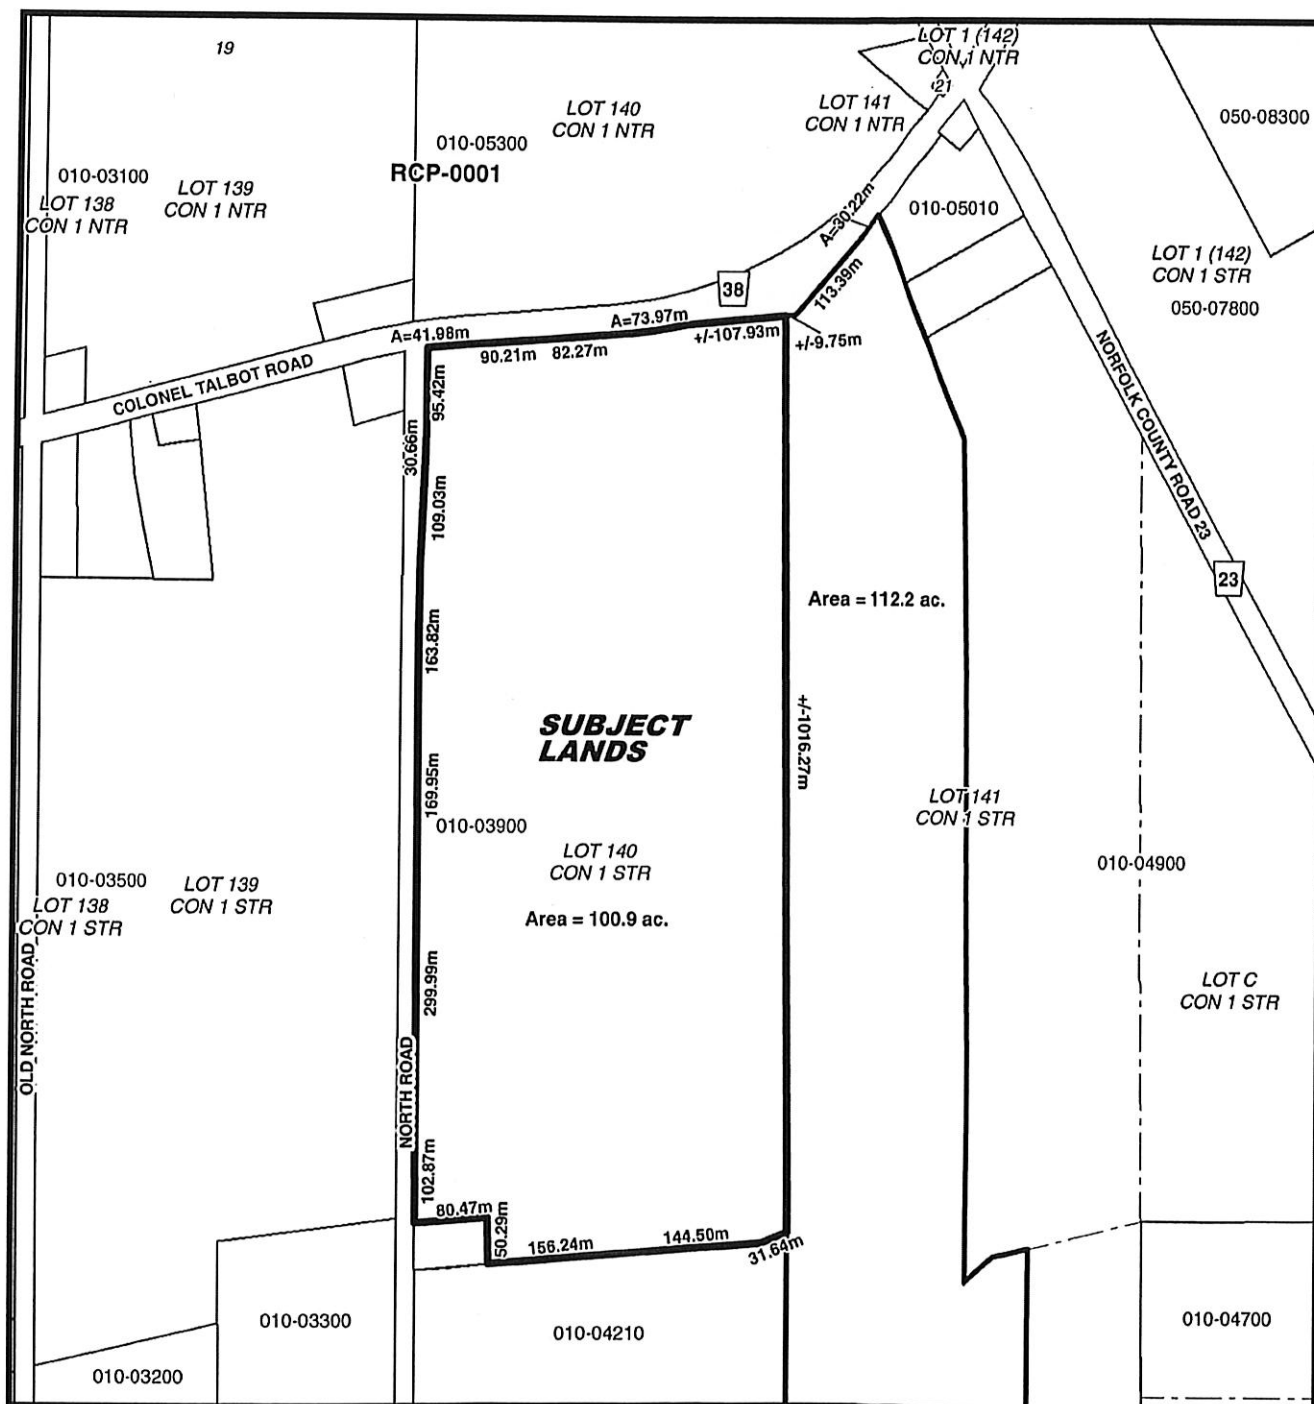 19
LOT 1 (142)
CON 1 NTR
21
LOT 140
CON 1 NTR
LOT 141
CON 1 NTR
050-08300
010-05300
RCP-0001
010-03100
LOT 138
CON 1 NTR
LOT 139
CON 1 NTR
A=30.22m
010-05010
LOT 1 (142)
CON 1 STR
050-07800
38
113.39m
A=41.98m
A=73.97m
+/-107.93m
+/-9.75m
90.21m
82.27m
COLONEL TALBOT ROAD
NORFOLK COUNTY ROAD 23
23
95.42m
30.66m
109.03m
163.82m
169.95m
299.99m
102.87m
Area = 112.2 ac.
SUBJECT
LANDS
+/-1016.27m
010-03900
LOT 140
CON 1 STR
Area = 100.9 ac.
LOT 141
CON 1 STR
010-04900
010-03500
LOT 138
CON 1 STR
LOT 139
CON 1 STR
OLD NORTH ROAD
NORTH ROAD
LOT C
CON 1 STR
80.47m
50.29m
156.24m
144.50m
31.64m
010-03300
010-03200
010-04210
010-04700